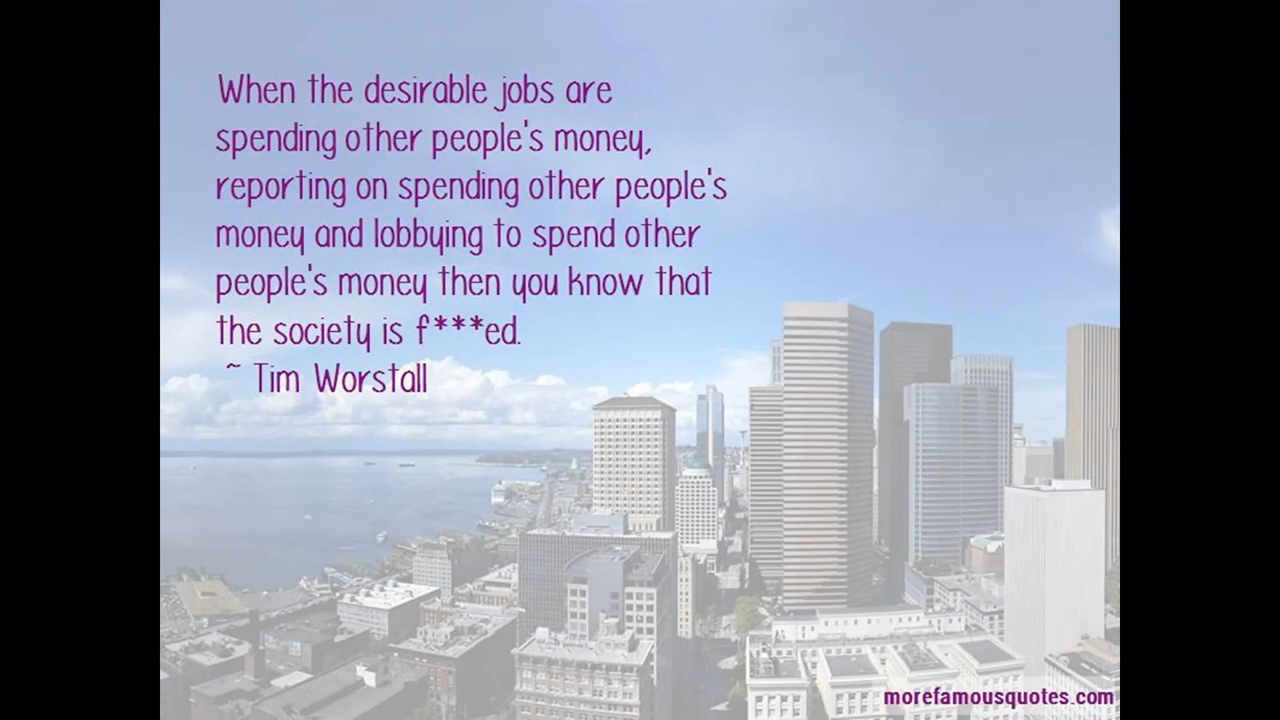 When the desirable jobs are
spending other people's money,
reporting on spending other people's
money and lobbying to spend other
people's money then you know that
the society is f***ed.
~ Tim Worstall
morefamousquotes.com